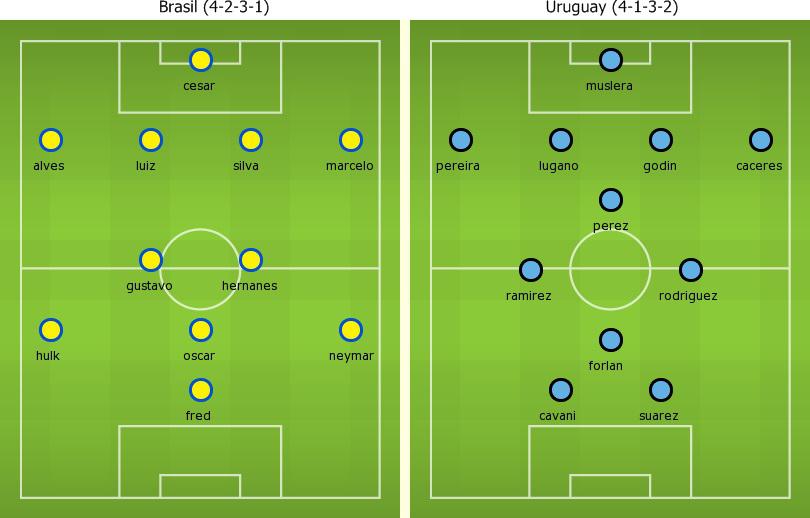 Brasil (4-2-3-1)
cesar
alves luiz silva marcelo
gustavo hernanes
hulk oscar neymar
fred
Uruguay (4-1-3-2)
muslera
pereira lugano godin caceres
perez
ramirez rodriguez
forlan
cavani suarez